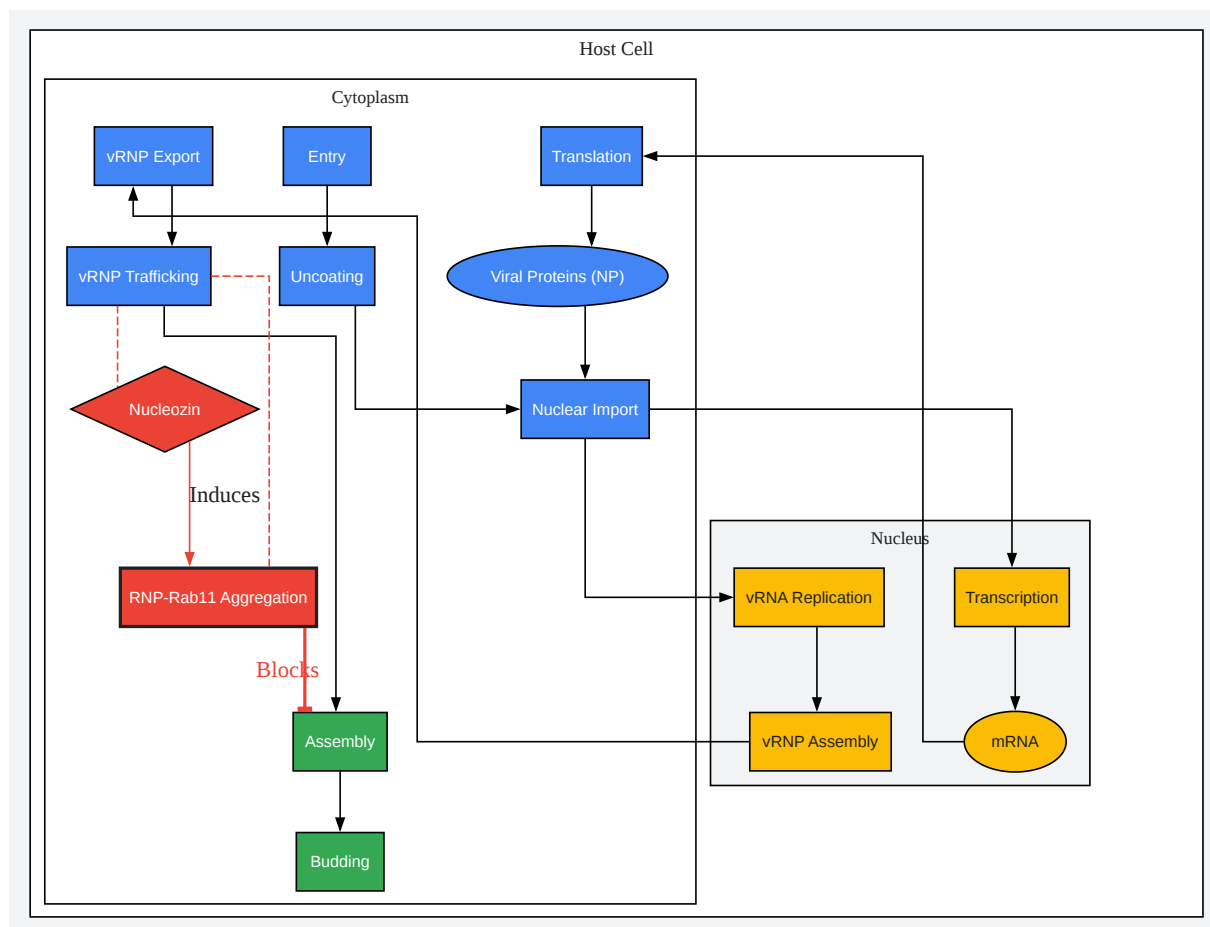 Host Cell
Cytoplasm
vRNP Export
Entry
Translation
vRNP Trafficking
Uncoating
Viral Proteins (NP)
Nucleozin
Nuclear Import
Induces
Nucleus
RNP-Rab11 Aggregation
vRNA Replication
Transcription
Blocks
Assembly
vRNP Assembly
mRNA
Budding